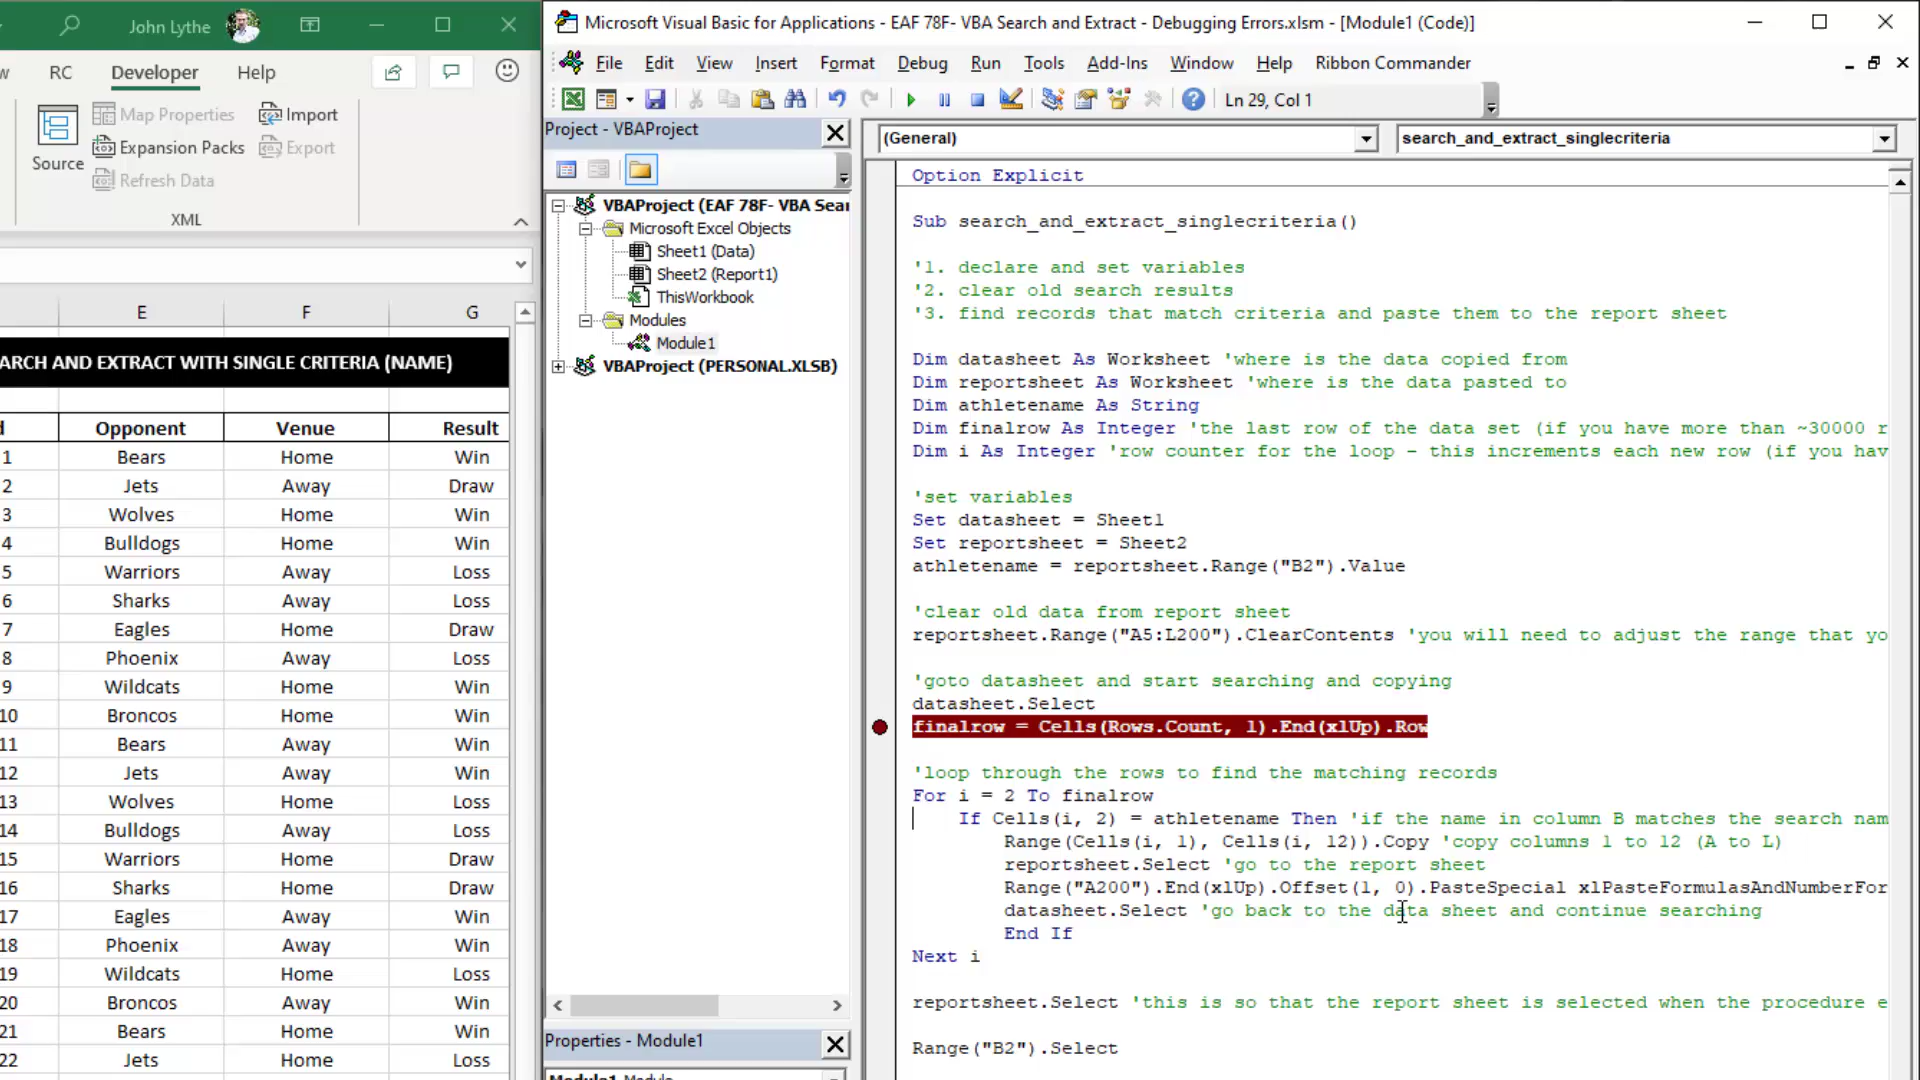 John Lythe
Microsoft Visual Basic for Applications - EAF 78F- VBA Search and Extract - Debugging Errors.xlsm - [Module1 (Code)]
RC Developer Help
File Edit View Insert Format Debug Run Tools Add-Ins Window Help Ribbon Commander
Ln 29, Col 1
Source
Map Properties
Import
Expansion Packs
Export
Refresh Data
XML
Project - VBAProject
VBAProject (EAF 78F- VBA Sear
Microsoft Excel Objects
Sheet1 (Data)
Sheet2 (Report1)
ThisWorkbook
Modules
Module1
VBAProject (PERSONAL.XLSB)
Properties - Module1
Module1 Module
E F G
ARCH AND EXTRACT WITH SINGLE CRITERIA (NAME)
d Opponent Venue Result
1 Bears Home Win
2 Jets Away Draw
3 Wolves Home Win
4 Bulldogs Home Win
5 Warriors Away Loss
6 Sharks Away Loss
7 Eagles Home Draw
8 Phoenix Away Loss
9 Wildcats Home Win
10 Broncos Away Win
11 Bears Away Win
12 Jets Away Win
13 Wolves Home Loss
14 Bulldogs Home Loss
15 Warriors Away Draw
16 Sharks Home Draw
17 Eagles Away Win
18 Phoenix Away Win
19 Wildcats Home Loss
20 Broncos Away Win
21 Bears Home Win
22 Jets Home Loss
(General)
search_and_extract_singlecriteria
Option Explicit
Sub search_and_extract_singlecriteria()
'1. declare and set variables
'2. clear old search results
'3. find records that match criteria and paste them to the report sheet
Dim datasheet As Worksheet 'where is the data copied from
Dim reportsheet As Worksheet 'where is the data pasted to
Dim athletename As String
Dim finalrow As Integer 'the last row of the data set (if you have more than ~30000 r
Dim i As Integer 'row counter for the loop - this increments each new row (if you hav
'set variables
Set datasheet = Sheet1
Set reportsheet = Sheet2
athletename = reportsheet.Range("B2").Value
'clear old data from report sheet
reportsheet.Range("A5:L200").ClearContents 'you will need to adjust the range that yo
'goto datasheet and start searching and copying
datasheet.Select
finalrow = Cells(Rows.Count, 1).End(xlUp).Row
'loop through the rows to find the matching records
For i = 2 To finalrow
If Cells(i, 2) = athletename Then 'if the name in column B matches the search nam
Range(Cells(i, 1), Cells(i, 12)).Copy 'copy columns 1 to 12 (A to L)
reportsheet.Select 'go to the report sheet
Range("A200").End(xlUp).Offset(1, 0).PasteSpecial xlPasteFormulasAndNumberFor
datasheet.Select 'go back to the data sheet and continue searching
End If
Next i
reportsheet.Select 'this is so that the report sheet is selected when the procedure e
Range("B2").Select